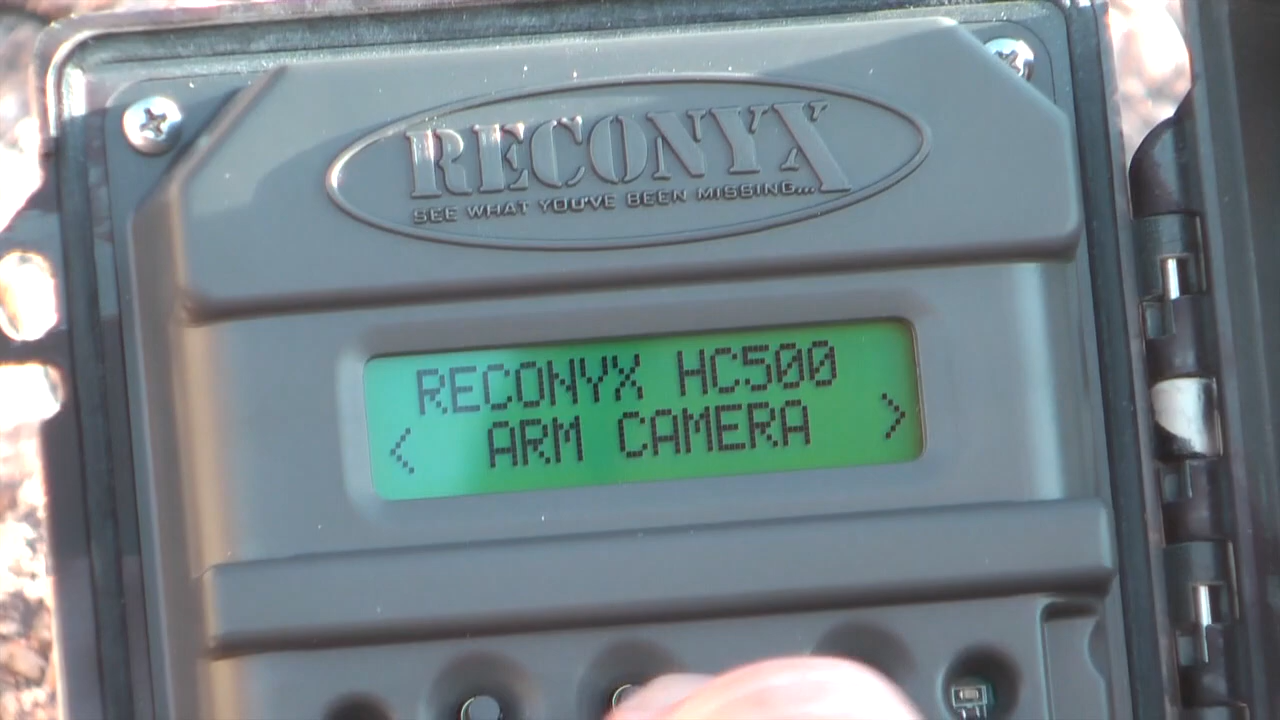 RECONYX
SEE WHAT YOU'VE BEEN MISSING...
RECONYX HC500
< ARM CAMERA >